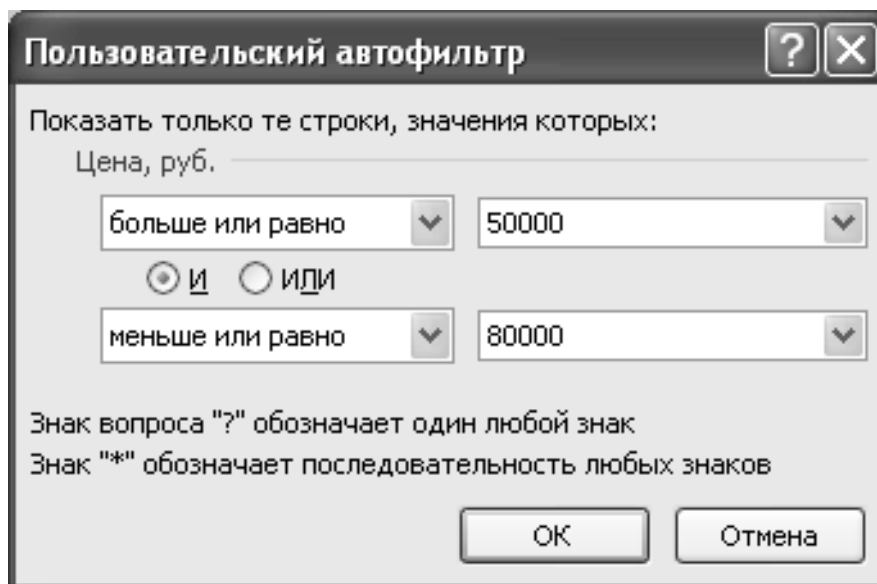 Пользовательский автофильтр ?
Показать только те строки, значения которых:
Цена, руб.
больше или равно 50000
И ИЛИ
меньше или равно 80000
Знак вопроса "?" обозначает один любой знак
Знак "*" обозначает последовательность любых знаков
ОК Отмена